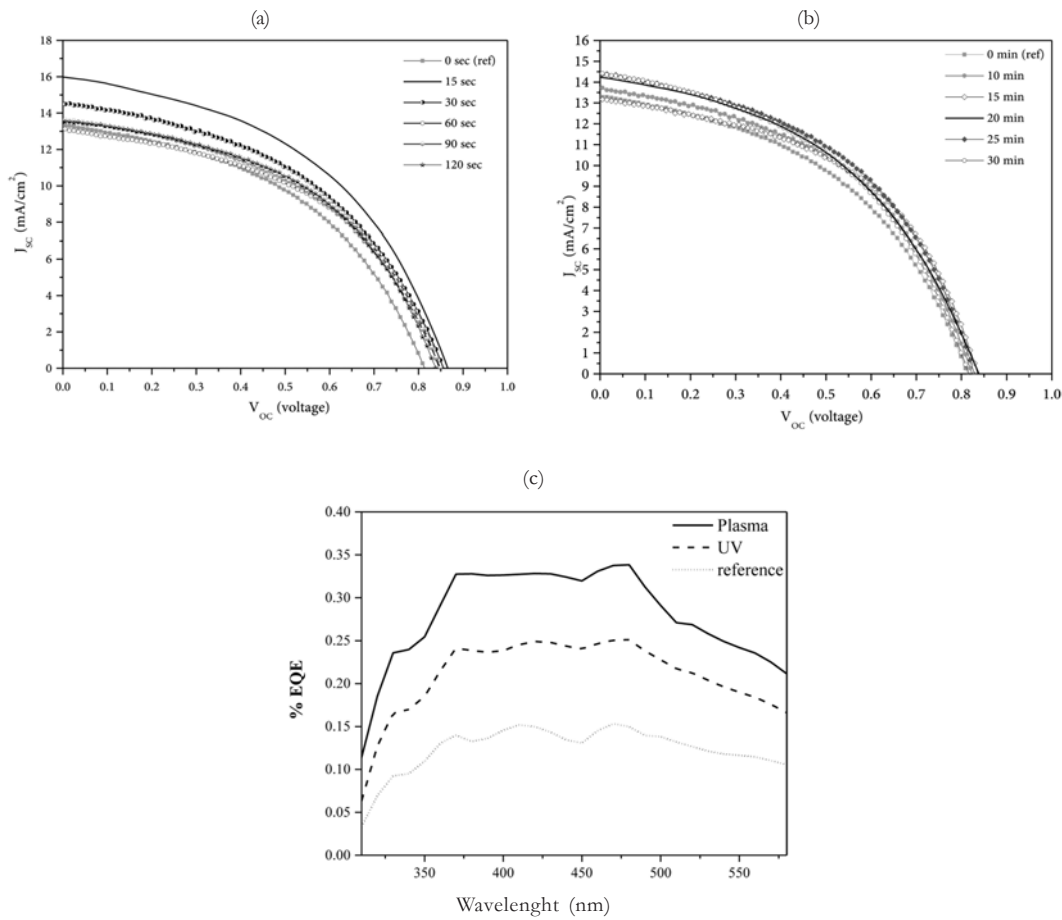 (a)
18
16
14
12
10
8
6
4
2
0
J_SC (mA/cm²)
0 sec (ref)
15 sec
30 sec
60 sec
90 sec
120 sec
0.0 0.1 0.2 0.3 0.4 0.5 0.6 0.7 0.8 0.9 1.0
V_OC (voltage)
(b)
16
15
14
13
12
11
10
9
8
7
6
5
4
3
2
1
0
J_SC (mA/cm²)
0 min (ref)
10 min
15 min
20 min
25 min
30 min
0.0 0.1 0.2 0.3 0.4 0.5 0.6 0.7 0.8 0.9 1.0
V_OC (voltage)
(c)
0.40
0.35
0.30
0.25
0.20
0.15
0.10
0.05
0.00
% EQE
Plasma
UV
reference
350 400 450 500 550
Wavelenght (nm)